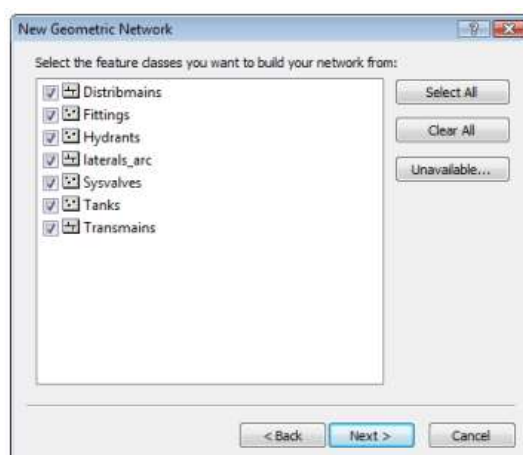 New Geometric Network
Select the feature classes you want to build your network from:
Distribmains
Fittings
Hydrants
laterals_arc
Sysvalves
Tanks
Transmains
Select All
Clear All
Unavailable...
< Back
Next >
Cancel